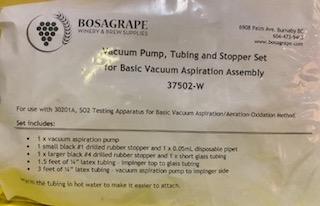 BOSAGRAPE
WINERY & BREW SUPPLIES
6908 Palm Ave, Burnaby BC
604-473-9463
www.bosagrape.com
Vacuum Pump, Tubing and Stopper Set
for Basic Vacuum Aspiration Assembly
37502-W
For use with 30201A, SO2 Testing Apparatus for Basic Vacuum Aspiration/Aeration-Oxidation Method.
Set includes:
• 1 x vacuum aspiration pump
• 1 small black #1 drilled rubber stopper and 1 x 0.05mL disposable pipet
• 1 x larger black #4 drilled rubber stopper and 1 x short glass tubing
• 1.5 feet of ¼" latex tubing - impinger top to glass tubing
• 3 feet of ¼" latex tubing - vacuum aspiration pump to impinger side
the tubing in hot water to make it easier to attach.